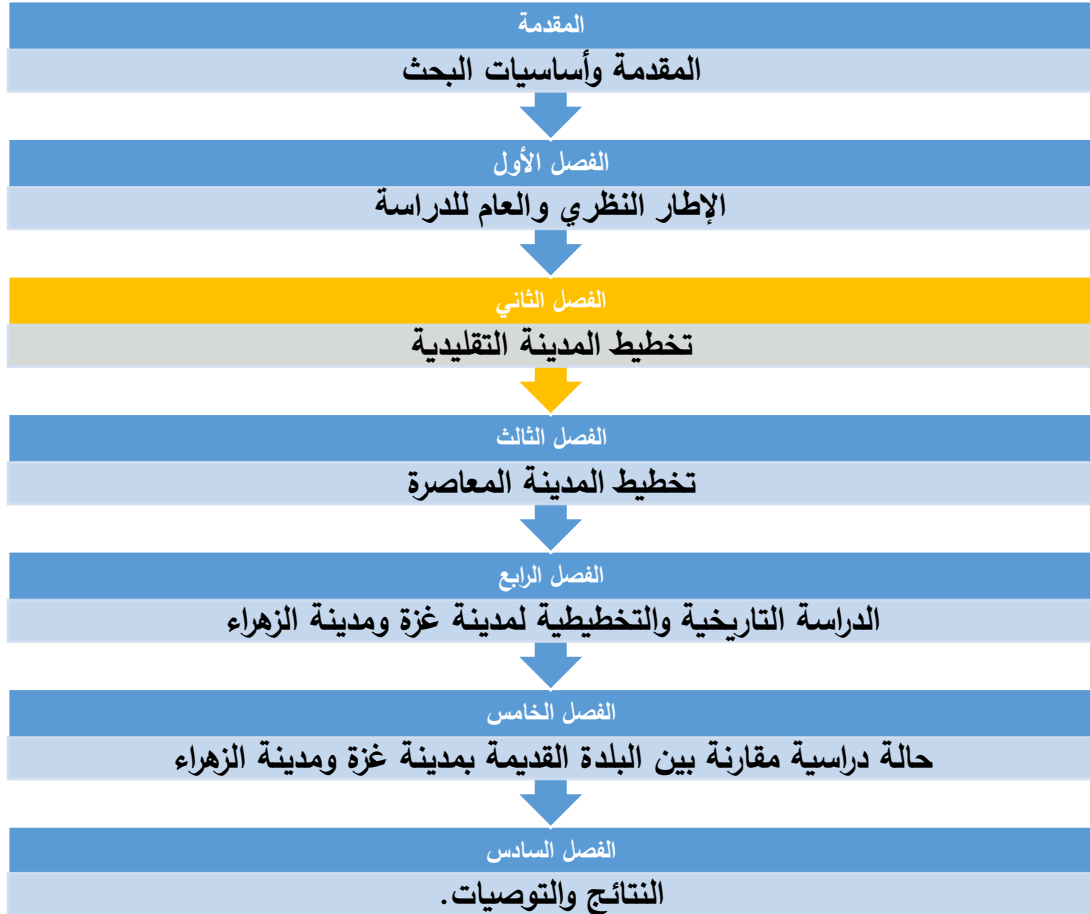 المقدمة
المقدمة وأساسيات البحث
الفصل الأول
الإطار النظري والعام للدراسة
الفصل الثاني
تخطيط المدينة التقليدية
الفصل الثالث
تخطيط المدينة المعاصرة
الفصل الرابع
الدراسة التاريخية والتخطيطية لمدينة غزة ومدينة الزهراء
الفصل الخامس
حالة دراسية مقارنة بين البلدة القديمة بمدينة غزة ومدينة الزهراء
الفصل السادس
النتائج والتوصيات.